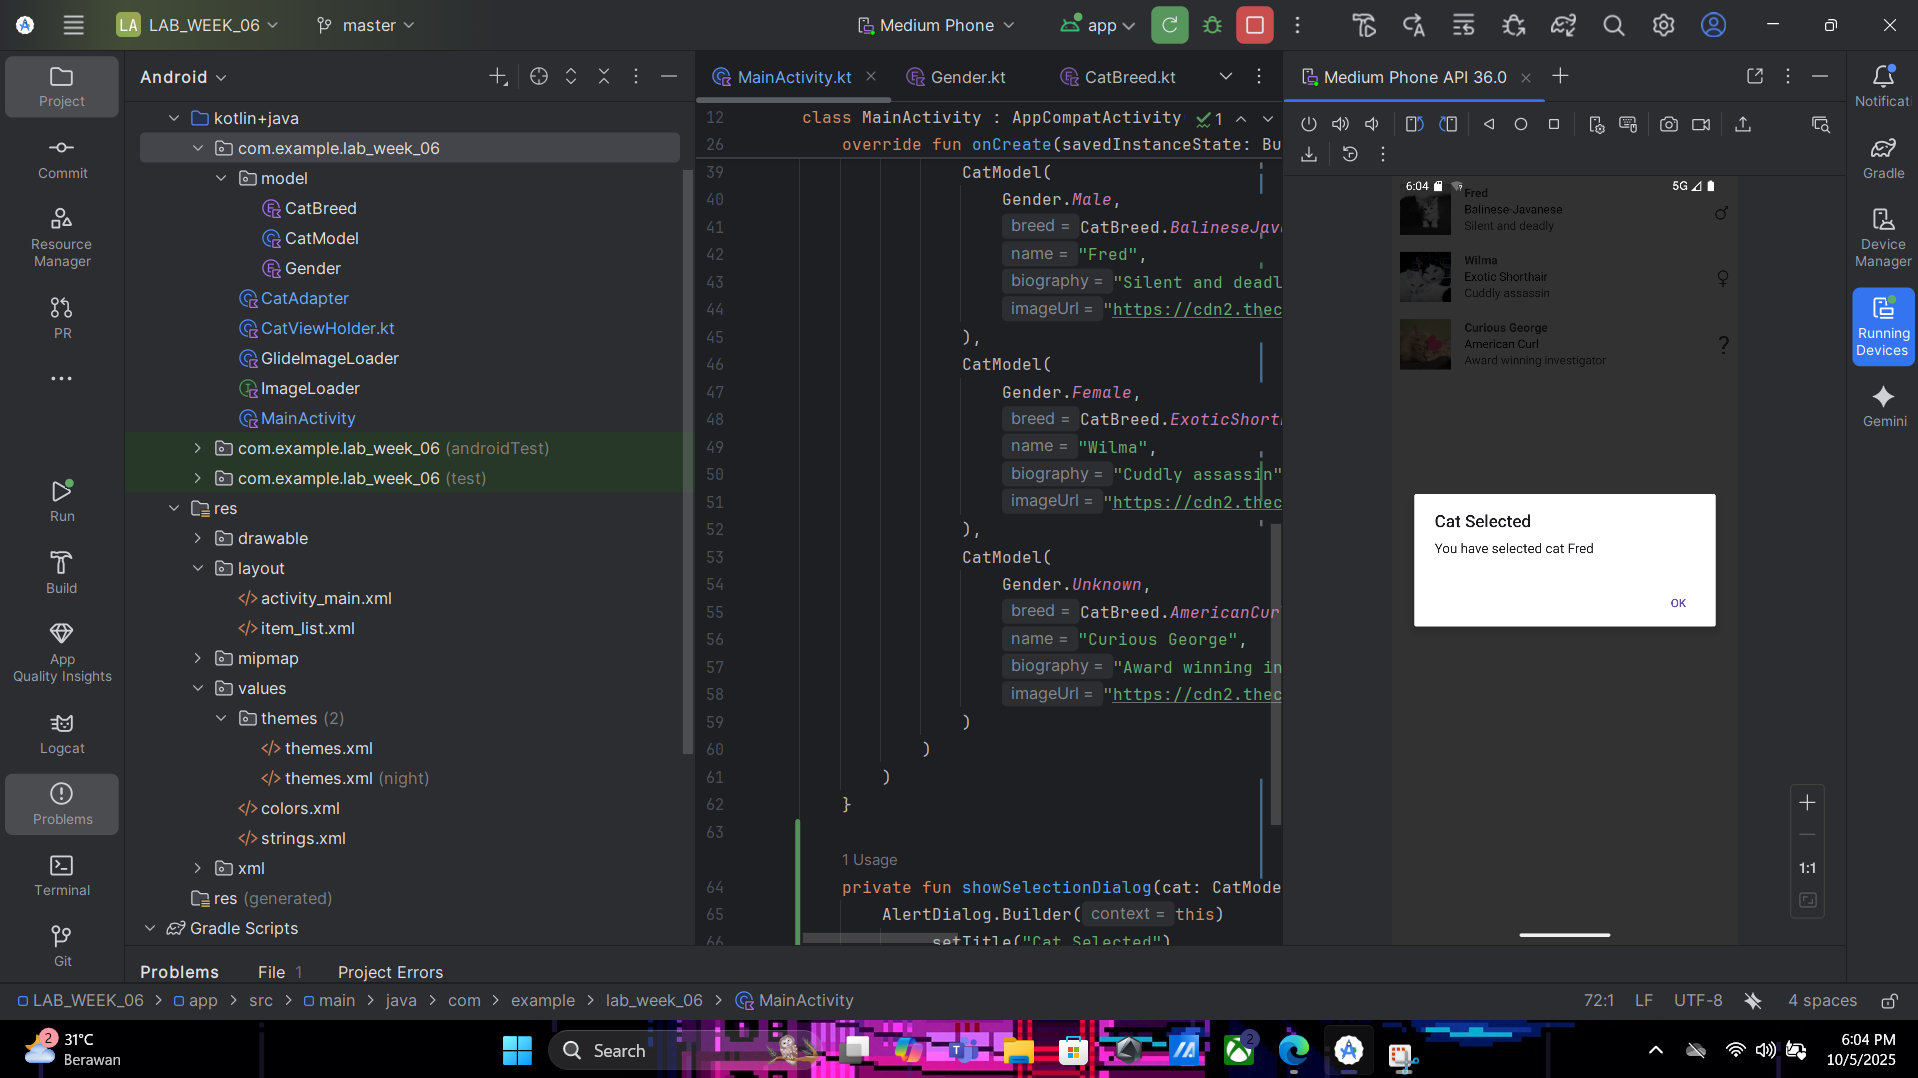 LA LAB_WEEK_06
master
Medium Phone
app
Project
Commit
Resource
Manager
PR
Run
Build
App
Quality Insights
Logcat
Problems
Terminal
Git
Android
kotlin+java
com.example.lab_week_06
model
CatBreed
CatModel
Gender
CatAdapter
CatViewHolder.kt
GlideImageLoader
ImageLoader
MainActivity
com.example.lab_week_06 (androidTest)
com.example.lab_week_06 (test)
res
drawable
layout
activity_main.xml
item_list.xml
mipmap
values
themes (2)
themes.xml
themes.xml (night)
colors.xml
strings.xml
xml
res (generated)
Gradle Scripts
MainActivity.kt
Gender.kt
CatBreed.kt
1
12 class MainActivity : AppCompatActivity
26 override fun onCreate(savedInstanceState: Bu
39 CatModel(
40 Gender.Male,
41 breed = CatBreed.BalineseJav
42 name = "Fred",
43 biography = "Silent and deadl
44 imageUrl = "https://cdn2.thec
45 ),
46 CatModel(
47 Gender.Female,
48 breed = CatBreed.ExoticShort
49 name = "Wilma",
50 biography = "Cuddly assassin"
51 imageUrl = "https://cdn2.thec
52 ),
53 CatModel(
54 Gender.Unknown,
55 breed = CatBreed.AmericanCur
56 name = "Curious George",
57 biography = "Award winning in
58 imageUrl = "https://cdn2.thec
59 )
60 )
61 )
62 }
63
1 Usage
64 private fun showSelectionDialog(cat: CatMode
65 AlertDialog.Builder( context = this)
66 setTitle("Cat Selected")
Medium Phone API 36.0
6:04
5G
Fred
Balinese-Javanese
Silent and deadly
♂
Wilma
Exotic Shorthair
Cuddly assassin
♀
Curious George
American Curl
Award winning investigator
?
Cat Selected
You have selected cat Fred
OK
1:1
Notificati
Gradle
Device
Manager
Running
Devices
Gemini
Problems
File 1
Project Errors
LAB_WEEK_06 > app > src > main > java > com > example > lab_week_06 > MainActivity
72:1
LF
UTF-8
4 spaces
2
31°C
Berawan
Search
2
6:04 PM
10/5/2025